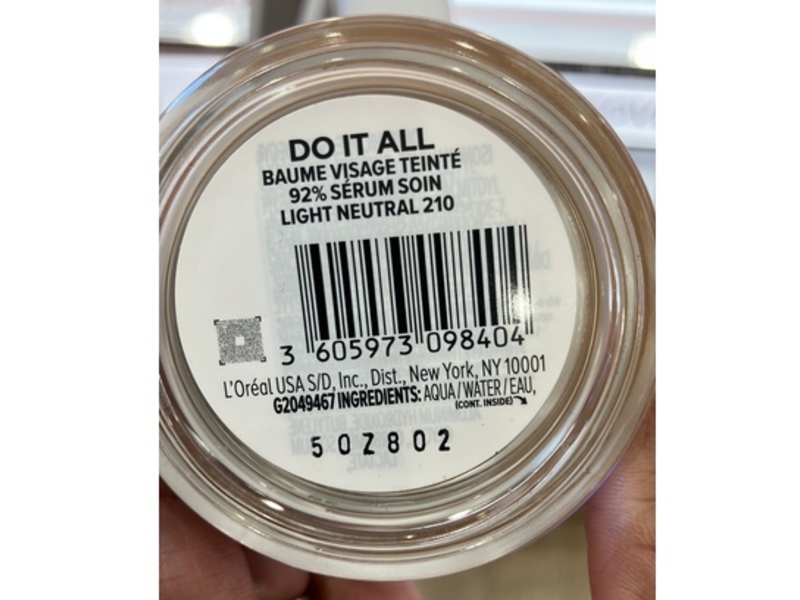 DO IT ALL
BAUME VISAGE TEINTÉ
92% SÉRUM SOIN
LIGHT NEUTRAL 210
3 605973 098404
L'Oréal USA S/D, Inc., Dist., New York, NY 10001
G2049467 INGREDIENTS: AQUA / WATER / EAU,
(CONT. INSIDE)
50Z802